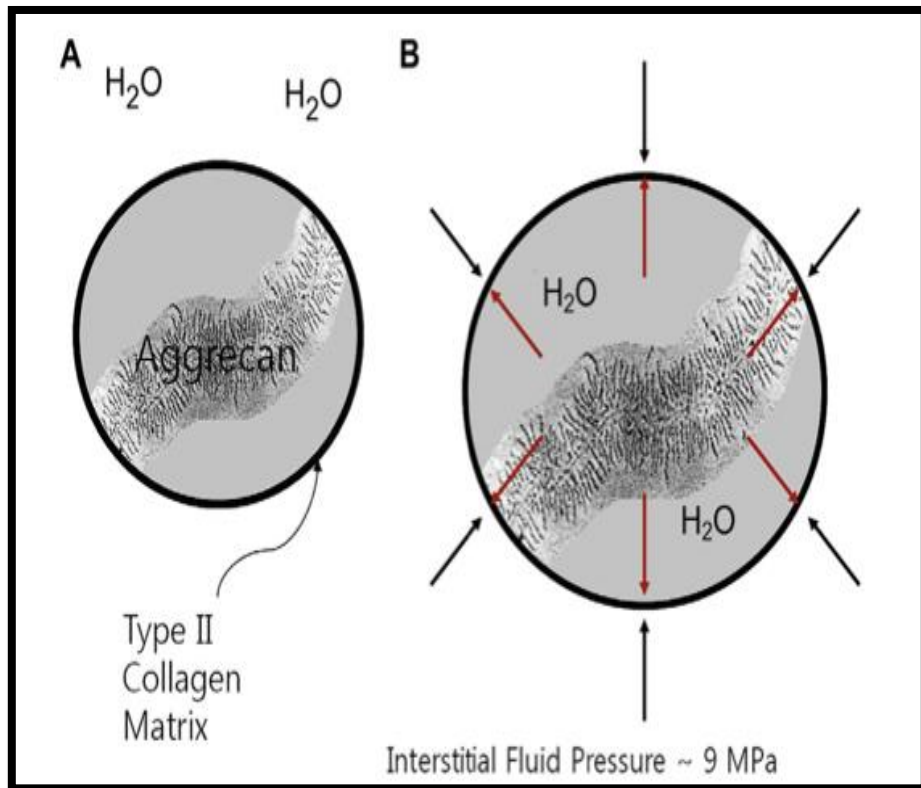 A
H₂O
H₂O
Aggrecan
Type II
Collagen
Matrix
B
H₂O
H₂O
Interstitial Fluid Pressure ~ 9 MPa